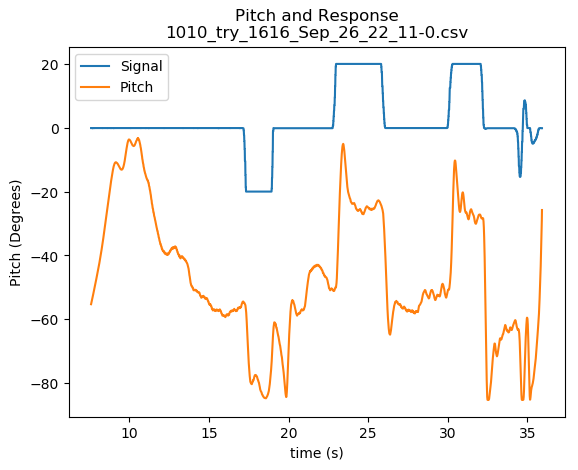 Pitch and Response
1010_try_1616_Sep_26_22_11-0.csv
Signal
Pitch
20
0
−20
−40
−60
−80
Pitch (Degrees)
10
15
20
25
30
35
time (s)